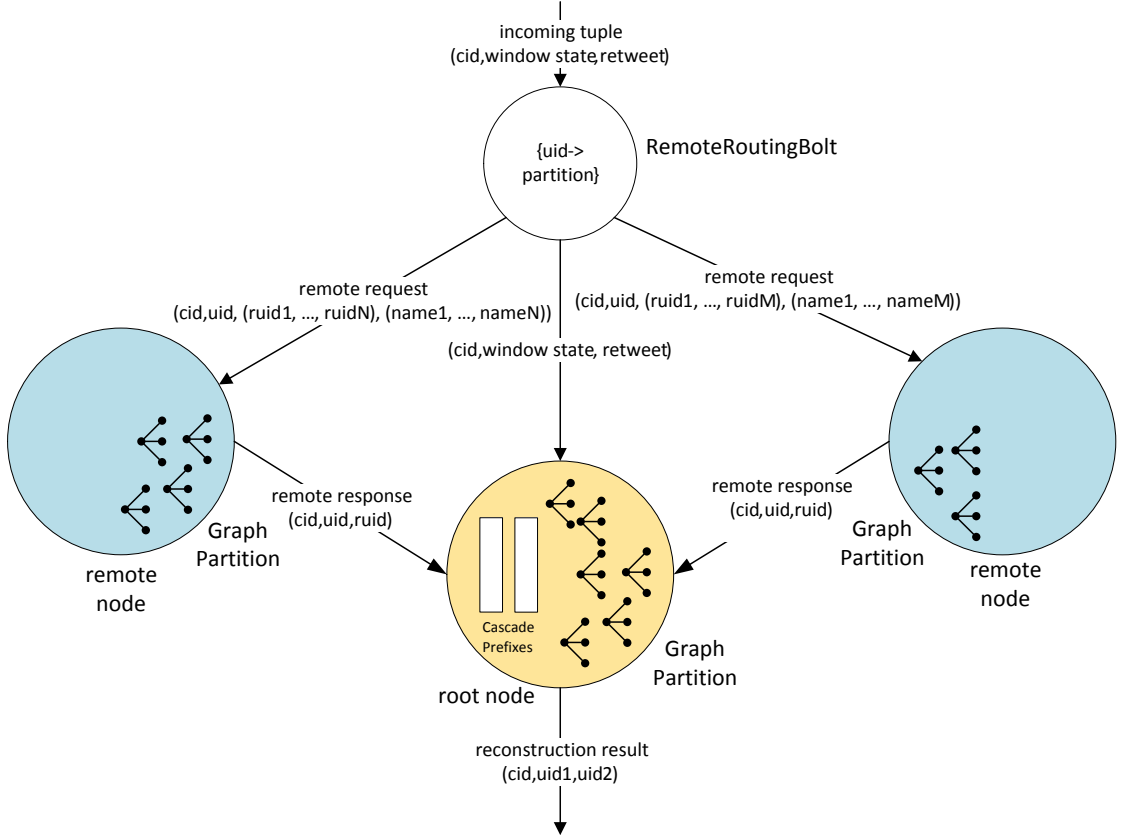 incoming tuple
(cid,window state,retweet)
{uid->
partition}
RemoteRoutingBolt
remote request
(cid,uid, (ruid1, ..., ruidN), (name1, ..., nameN))
remote request
(cid,uid, (ruid1, ..., ruidM), (name1, ..., nameM))
(cid,window state, retweet)
remote response
(cid,uid,ruid)
remote response
(cid,uid,ruid)
Graph
Partition
remote
node
Graph
Partition
remote
node
Cascade
Prefixes
Graph
Partition
root node
reconstruction result
(cid,uid1,uid2)